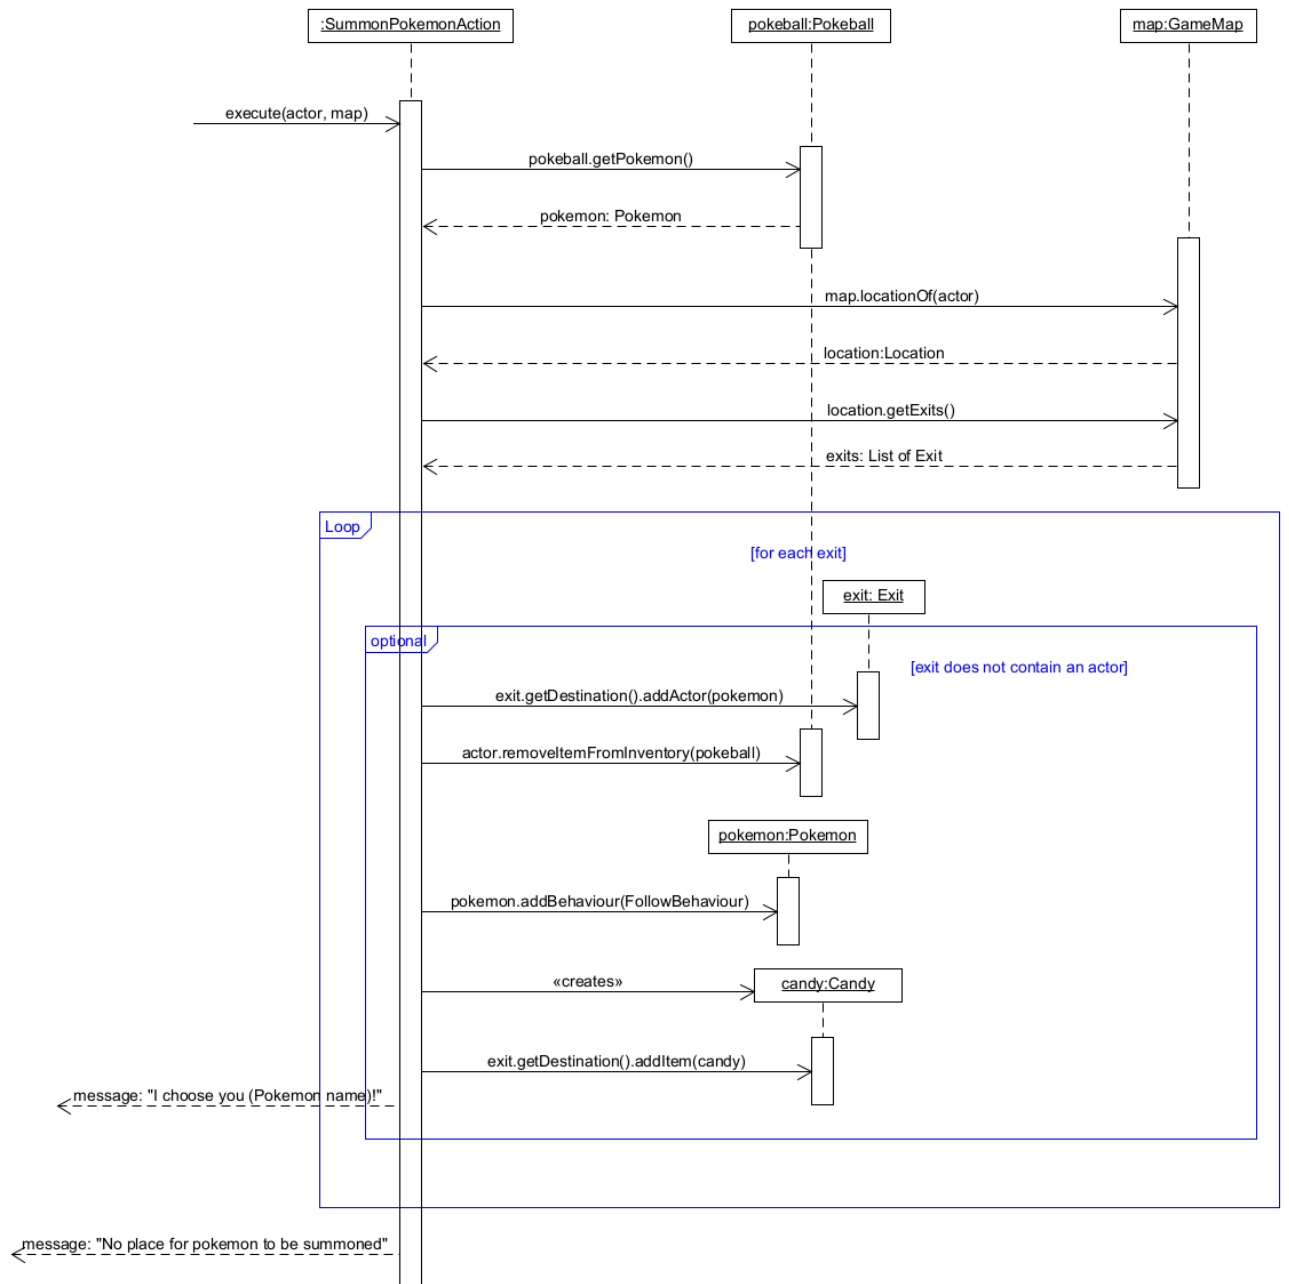 :SummonPokemonAction
pokeball:Pokeball
map:GameMap
execute(actor, map)
pokeball.getPokemon()
pokemon: Pokemon
map.locationOf(actor)
location:Location
location.getExits()
exits: List of Exit
Loop
[for each exit]
exit: Exit
optional
[exit does not contain an actor]
exit.getDestination().addActor(pokemon)
actor.removeItemFromInventory(pokeball)
pokemon:Pokemon
pokemon.addBehaviour(FollowBehaviour)
«creates»
candy:Candy
exit.getDestination().addItem(candy)
message: "I choose you (Pokemon name)!"
message: "No place for pokemon to be summoned"